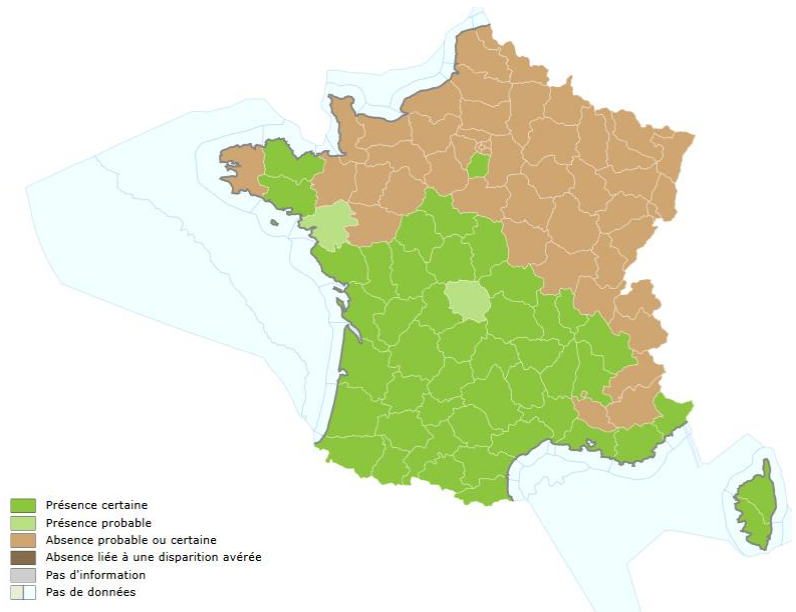 Présence certaine
Présence probable
Absence probable ou certaine
Absence liée à une disparition avérée
Pas d'information
Pas de données